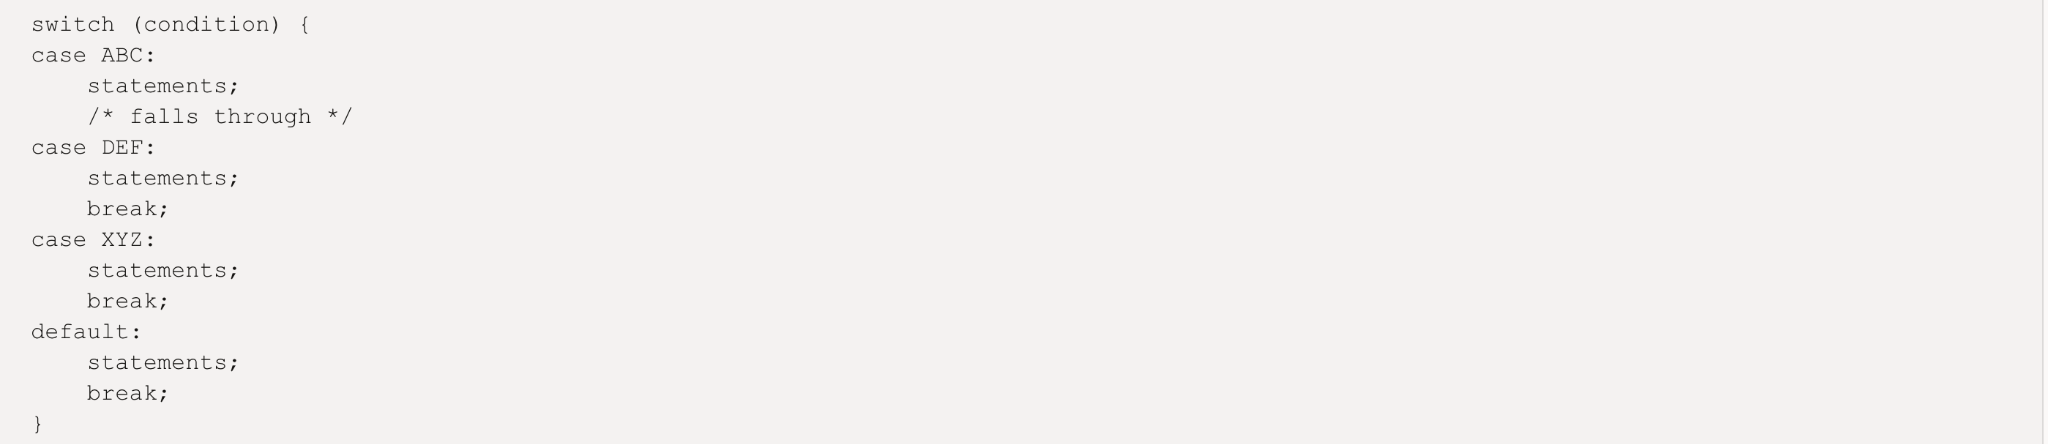 switch (condition) {
case ABC:
    statements;
    /* falls through */
case DEF:
    statements;
    break;
case XYZ:
    statements;
    break;
default:
    statements;
    break;
}